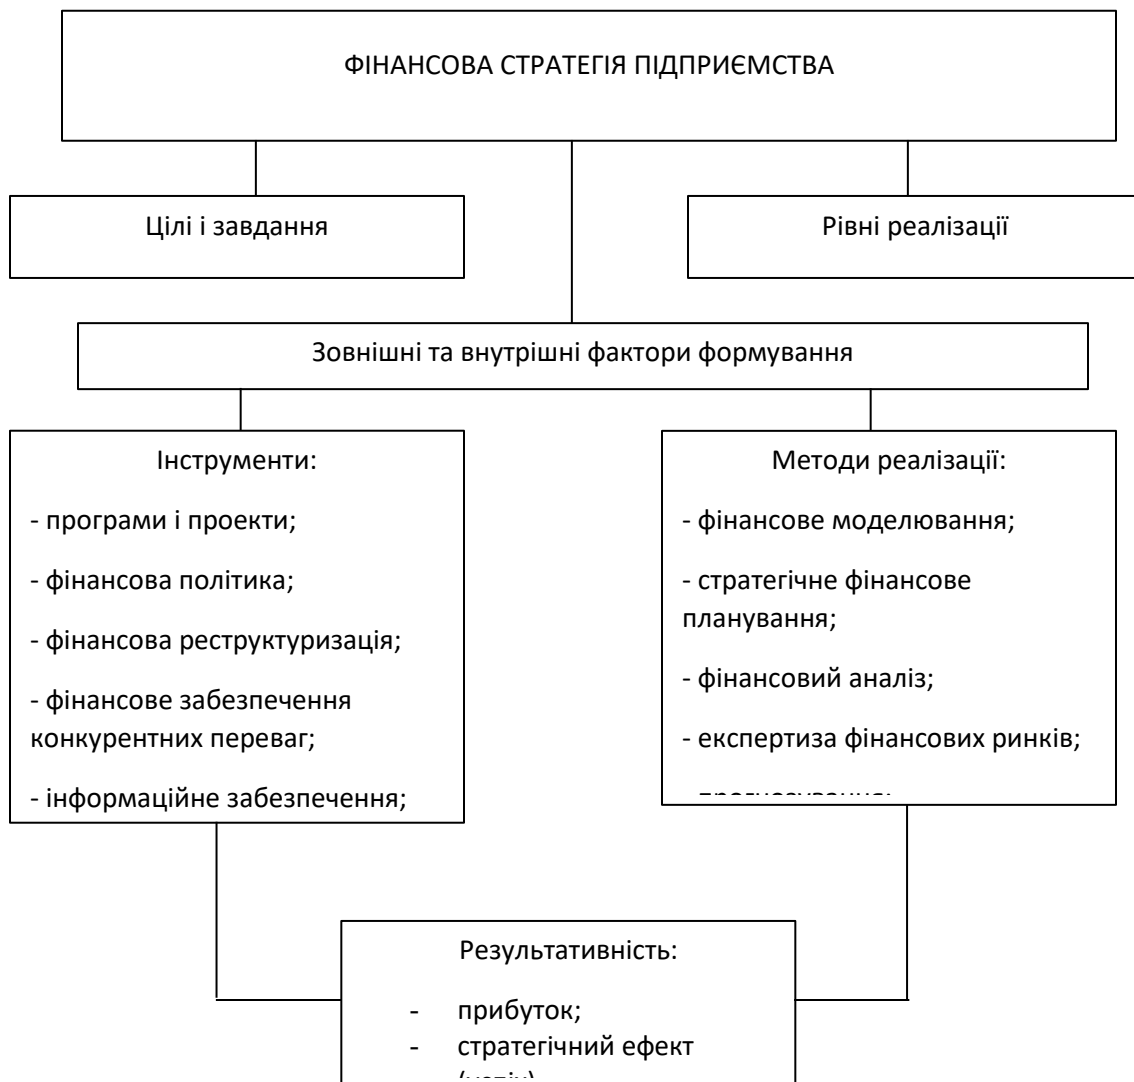 ФІНАНСОВА СТРАТЕГІЯ ПІДПРИЄМСТВА
Цілі і завдання
Рівні реалізації
Зовнішні та внутрішні фактори формування
Інструменти:
- програми і проекти;
- фінансова політика;
- фінансова реструктуризація;
- фінансове забезпечення
конкурентних переваг;
- інформаційне забезпечення;
Методи реалізації:
- фінансове моделювання;
- стратегічне фінансове
планування;
- фінансовий аналіз;
- експертиза фінансових ринків;
Результативність:
- прибуток;
- стратегічний ефект